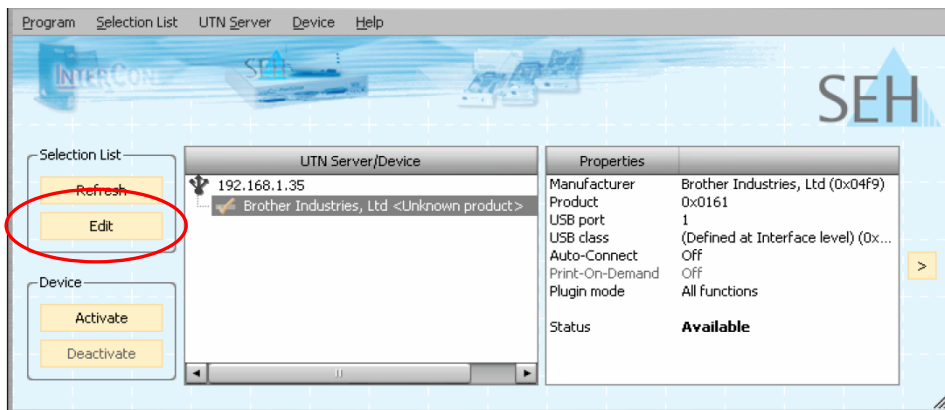 Program Selection List UTN Server Device Help
INTERCON
SEH
SEH
Selection List
Refresh
Edit
Device
Activate
Deactivate
UTN Server/Device
192.168.1.35
Brother Industries, Ltd <Unknown product>
Properties
Manufacturer Brother Industries, Ltd (0x04f9)
Product 0x0161
USB port 1
USB class (Defined at Interface level) (0x...
Auto-Connect Off
Print-On-Demand Off
Plugin mode All functions
Status Available
>